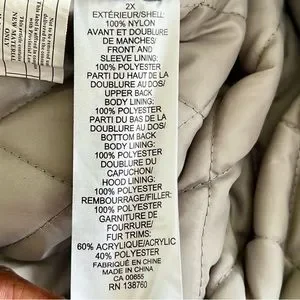 2X
EXTÉRIEUR/SHELL:
100% NYLON
AVANT ET DOUBLURE
DE MANCHES/
FRONT AND
SLEEVE LINING:
100% POLYESTER
PARTI DU HAUT DE LA
DOUBLURE AU DOS/
UPPER BACK
BODY LINING:
100% POLYESTER
PARTI DU BAS DE LA
DOUBLURE AU DOS/
BOTTOM BACK
BODY LINING:
100% POLYESTER
DOUBLURE DU
CAPUCHON/
HOOD LINING:
100% POLYESTER
REMBOURRAGE/FILLER:
100% POLYESTER
GARNITURE DE
FOURRURE/
FUR TRIMS:
60% ACRYLIQUE/ACRYLIC
40% POLYESTER
FABRIQUÉ EN CHINE
MADE IN CHINA
CA 00655
RN 138760
NEW MATERIAL
ONLY